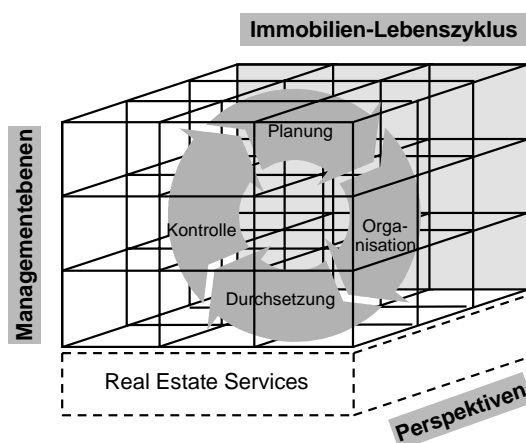 Immobilien-Lebenszyklus
Managementebenen
Planung
Kontrolle
Orga-
nisation
Durchsetzung
Real Estate Services
Perspektiven